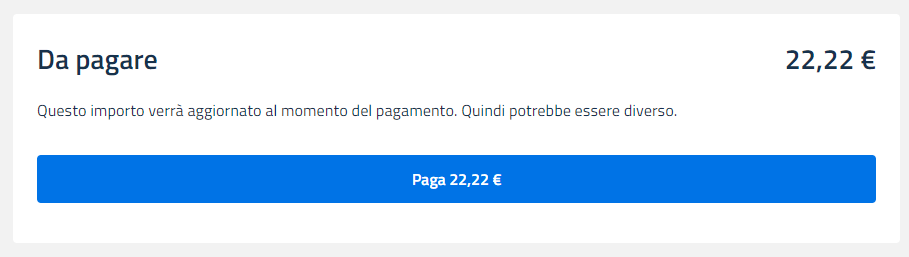 Da pagare 22,22 €
Questo importo verrà aggiornato al momento del pagamento. Quindi potrebbe essere diverso.
Paga 22,22 €